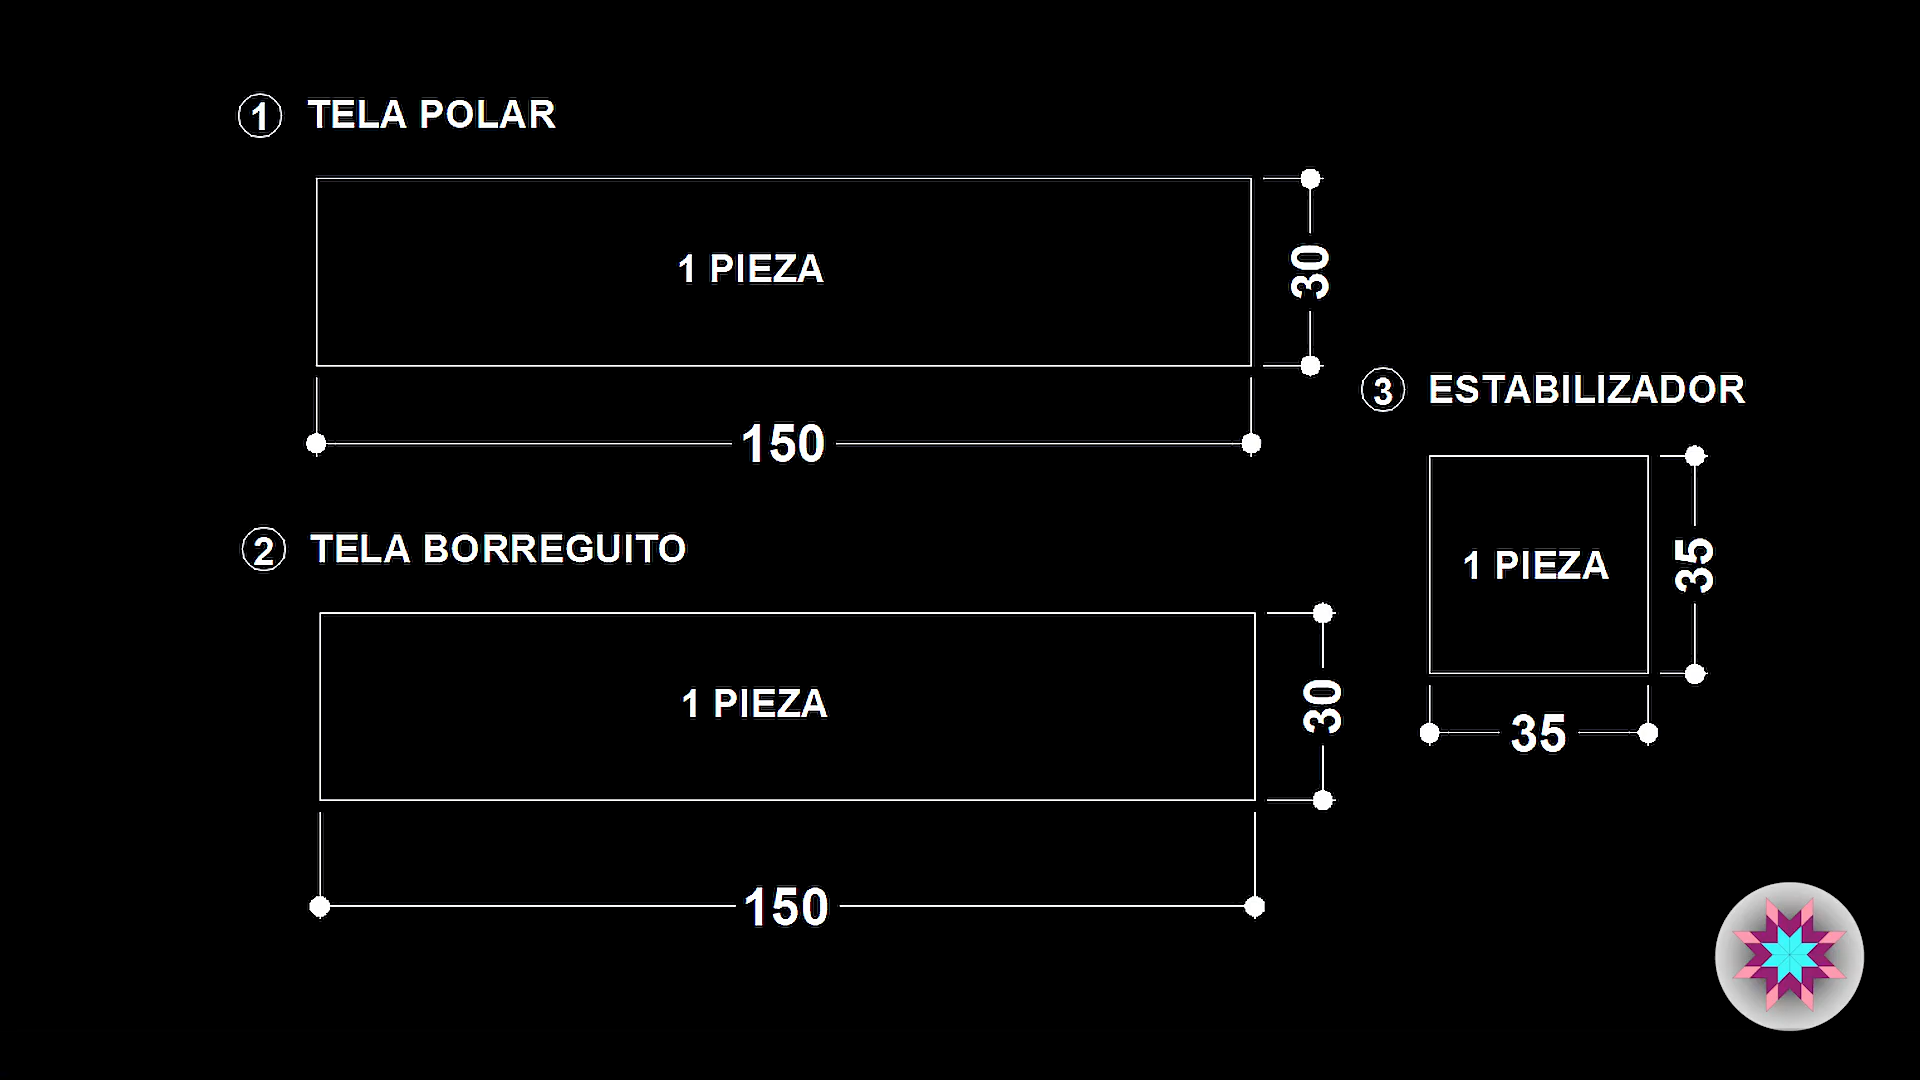 1 TELA POLAR
1 PIEZA
30
150
2 TELA BORREGUITO
1 PIEZA
30
150
3 ESTABILIZADOR
1 PIEZA
35
35